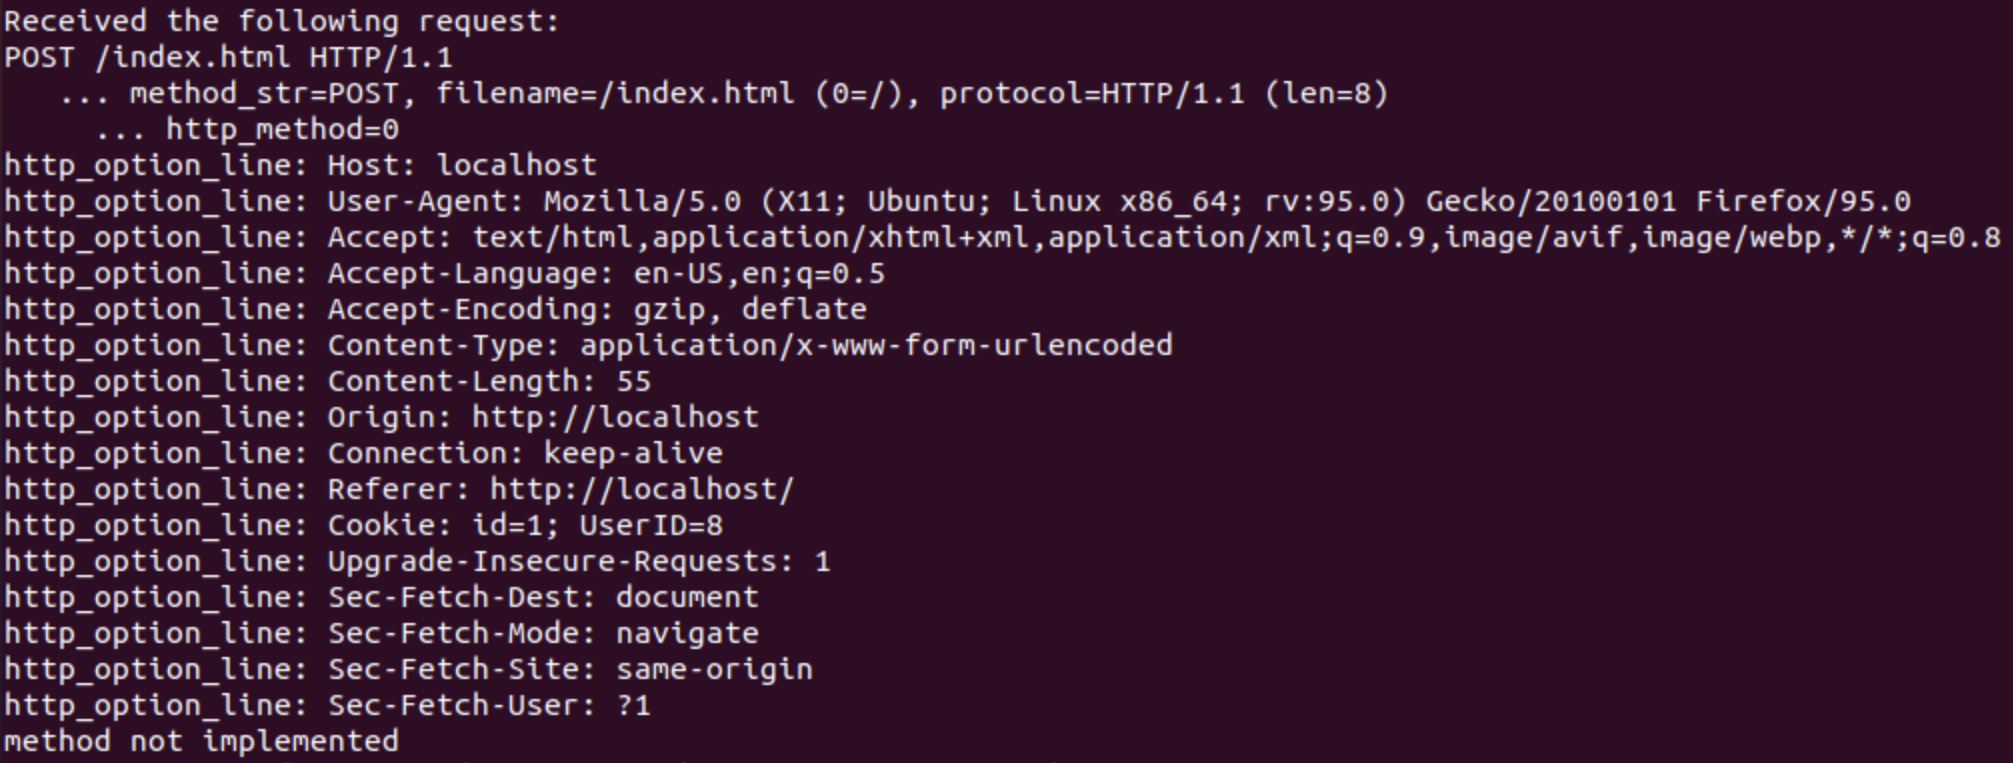 Received the following request:
POST /index.html HTTP/1.1
... method_str=POST, filename=/index.html (0=/), protocol=HTTP/1.1 (len=8)
... http_method=0
http_option_line: Host: localhost
http_option_line: User-Agent: Mozilla/5.0 (X11; Ubuntu; Linux x86_64; rv:95.0) Gecko/20100101 Firefox/95.0
http_option_line: Accept: text/html,application/xhtml+xml,application/xml;q=0.9,image/avif,image/webp,*/*;q=0.8
http_option_line: Accept-Language: en-US,en;q=0.5
http_option_line: Accept-Encoding: gzip, deflate
http_option_line: Content-Type: application/x-www-form-urlencoded
http_option_line: Content-Length: 55
http_option_line: Origin: http://localhost
http_option_line: Connection: keep-alive
http_option_line: Referer: http://localhost/
http_option_line: Cookie: id=1; UserID=8
http_option_line: Upgrade-Insecure-Requests: 1
http_option_line: Sec-Fetch-Dest: document
http_option_line: Sec-Fetch-Mode: navigate
http_option_line: Sec-Fetch-Site: same-origin
http_option_line: Sec-Fetch-User: ?1
method not implemented